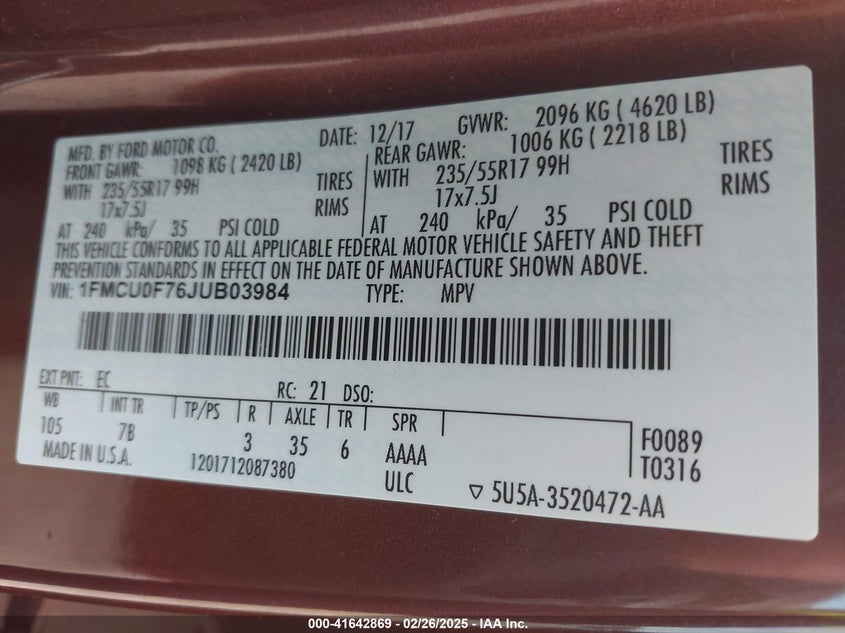 MFD. BY FORD MOTOR CO.
DATE: 12/17
GVWR: 2096 KG ( 4620 LB)
FRONT GAWR: 1098 KG ( 2420 LB)
REAR GAWR: 1006 KG ( 2218 LB)
WITH 235/55R17 99H TIRES
WITH 235/55R17 99H TIRES
17x7.5J RIMS
17x7.5J RIMS
AT 240 kPa/ 35 PSI COLD
AT 240 kPa/ 35 PSI COLD
THIS VEHICLE CONFORMS TO ALL APPLICABLE FEDERAL MOTOR VEHICLE SAFETY AND THEFT
PREVENTION STANDARDS IN EFFECT ON THE DATE OF MANUFACTURE SHOWN ABOVE.
VIN: 1FMCU0F76JUB03984
TYPE: MPV
EXT PNT: EC
RC: 21 DSO:
WB INT TR TP/PS R AXLE TR SPR
105 7B 3 35 6 AAAA
F0089
T0316
MADE IN U.S.A.
1201712087380
ULC
▽ 5U5A-3520472-AA
000-41642869 - 02/26/2025 - IAA Inc.